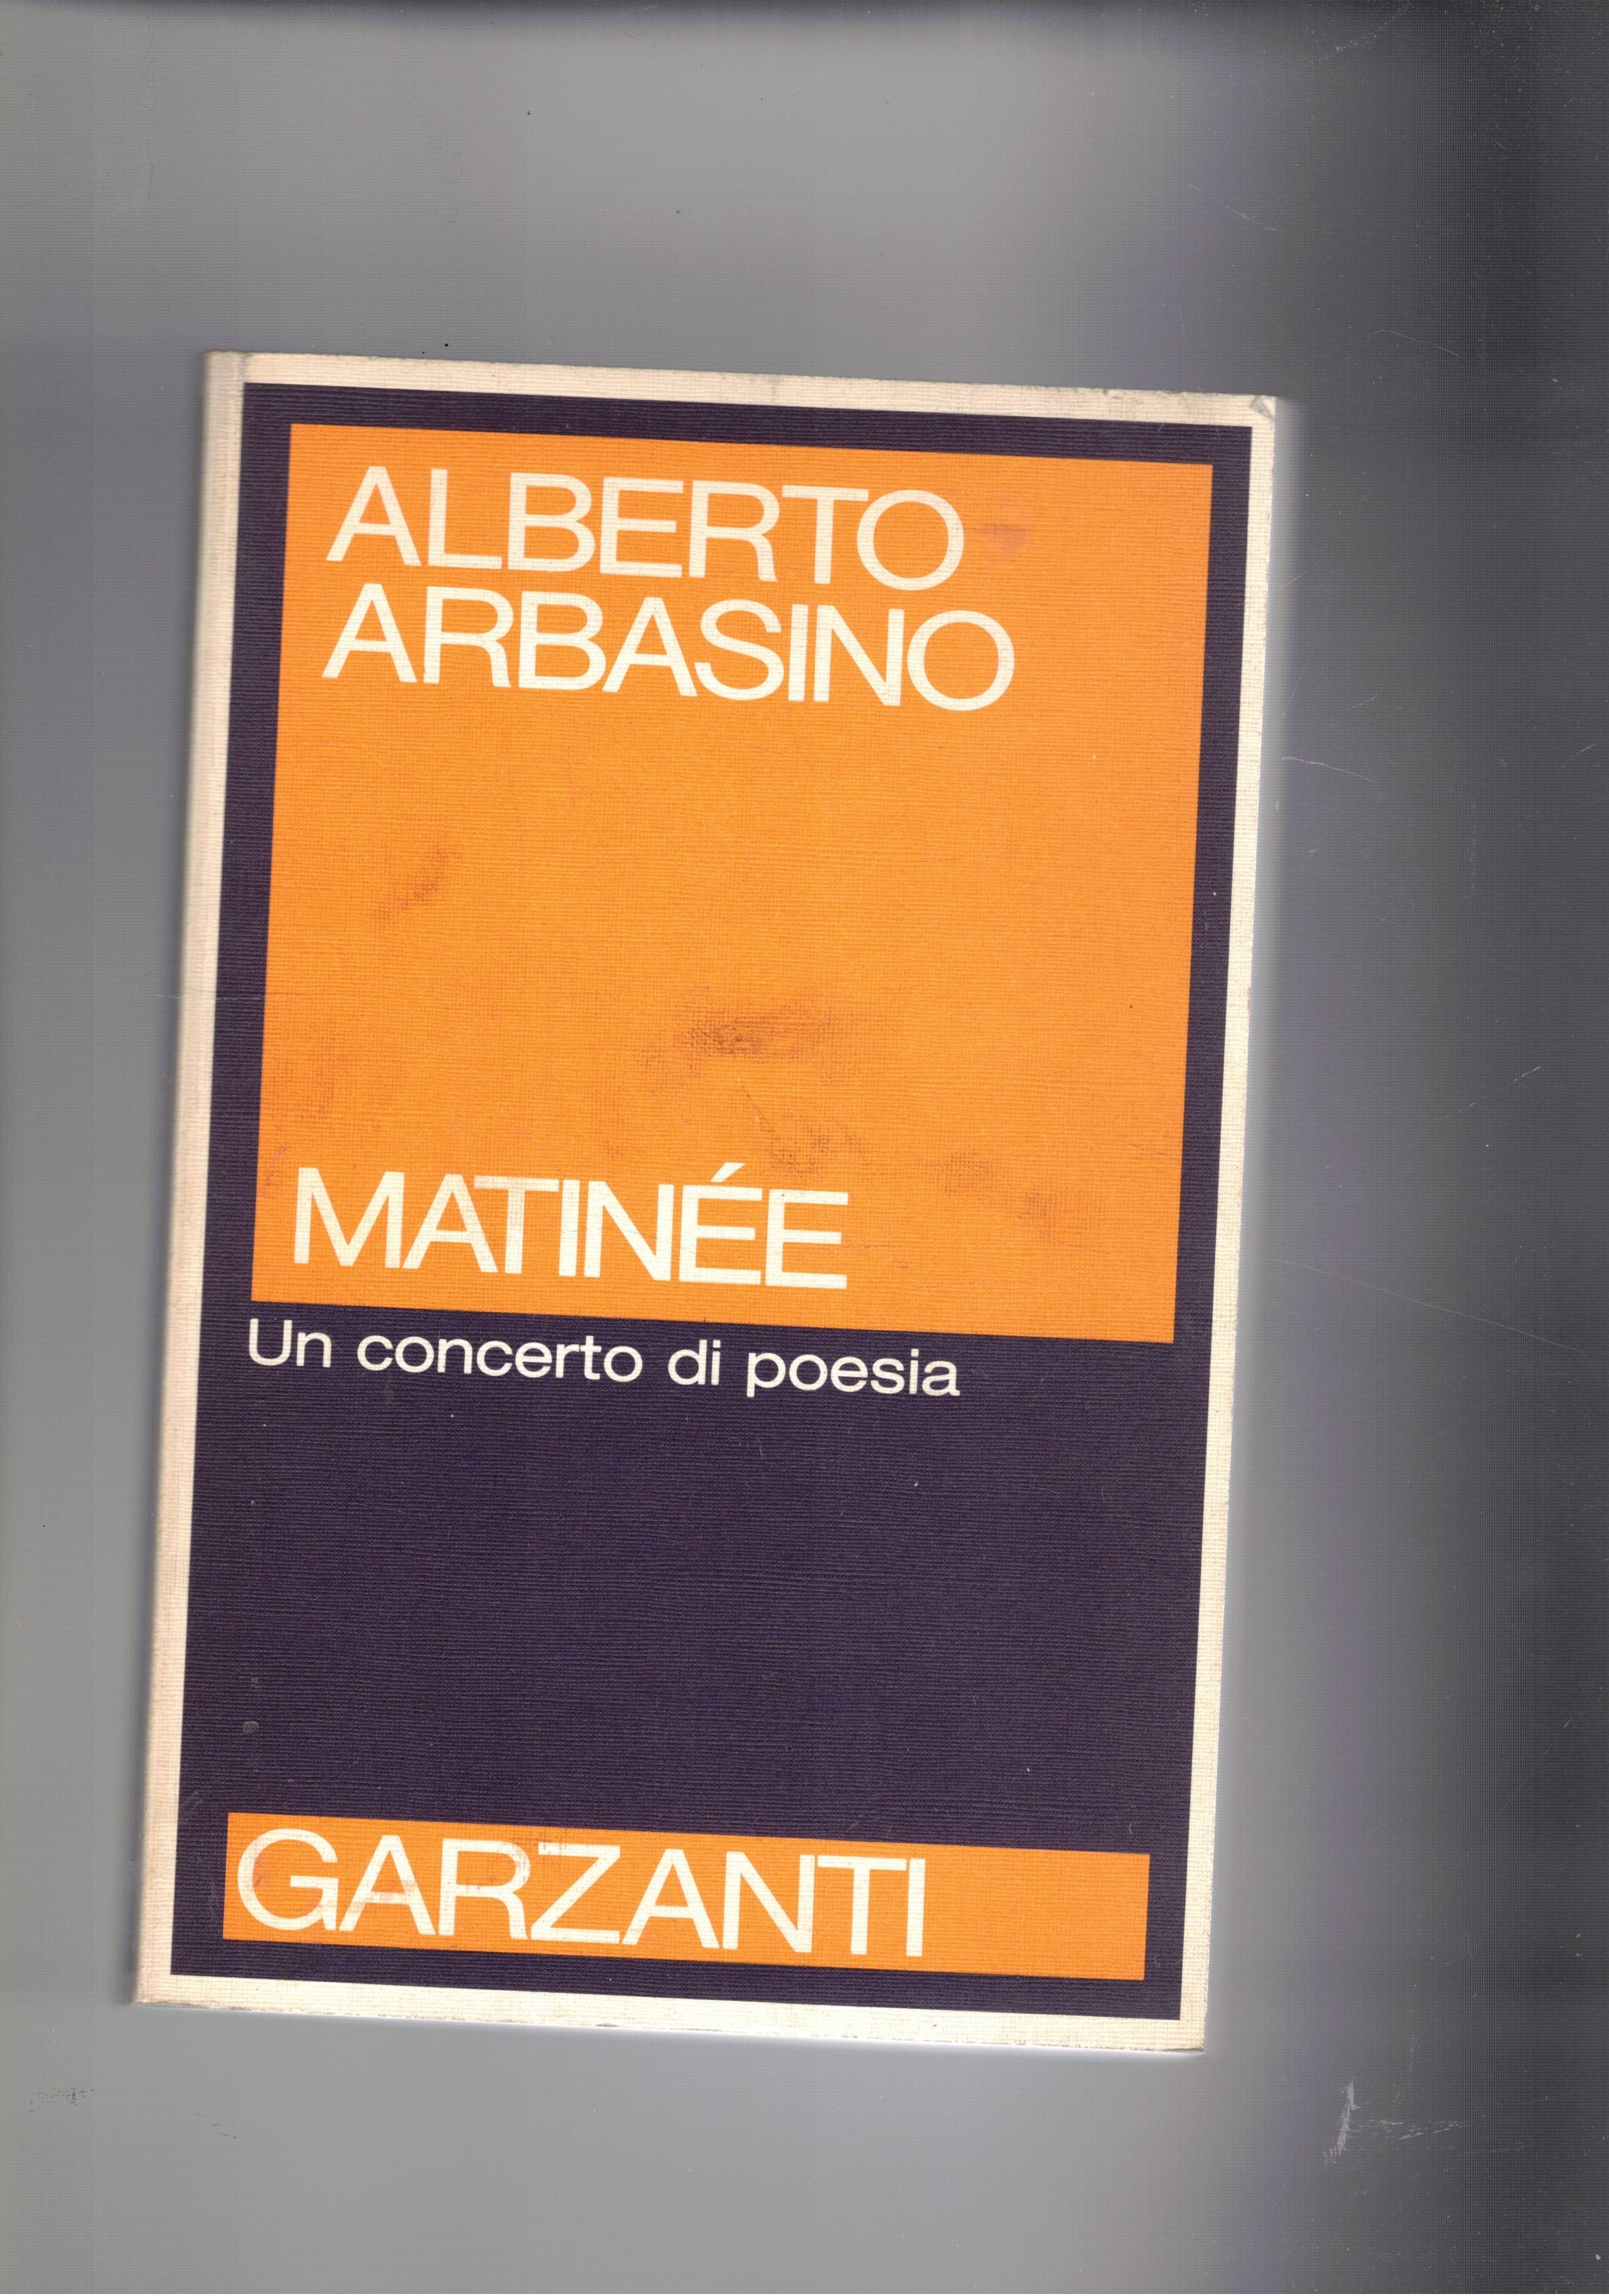 ALBERTO
ARBASINO
MATINÉE
Un concerto di poesia
GARZANTI